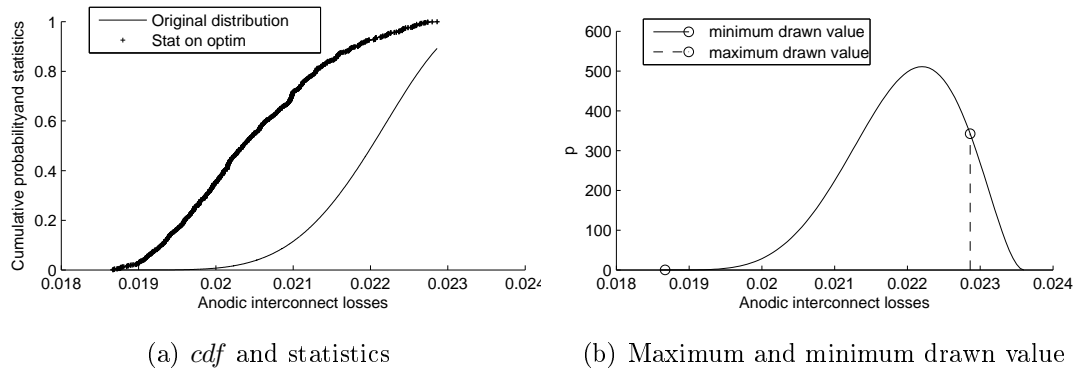 Original distribution
Stat on optim
Cumulative probabilityand statistics
1
0.8
0.6
0.4
0.2
0
0.018 0.019 0.02 0.021 0.022 0.023 0.024
Anodic interconnect losses
(a) cdf and statistics
minimum drawn value
maximum drawn value
p
600
500
400
300
200
100
0
0.018 0.019 0.02 0.021 0.022 0.023 0.024
Anodic interconnect losses
(b) Maximum and minimum drawn value